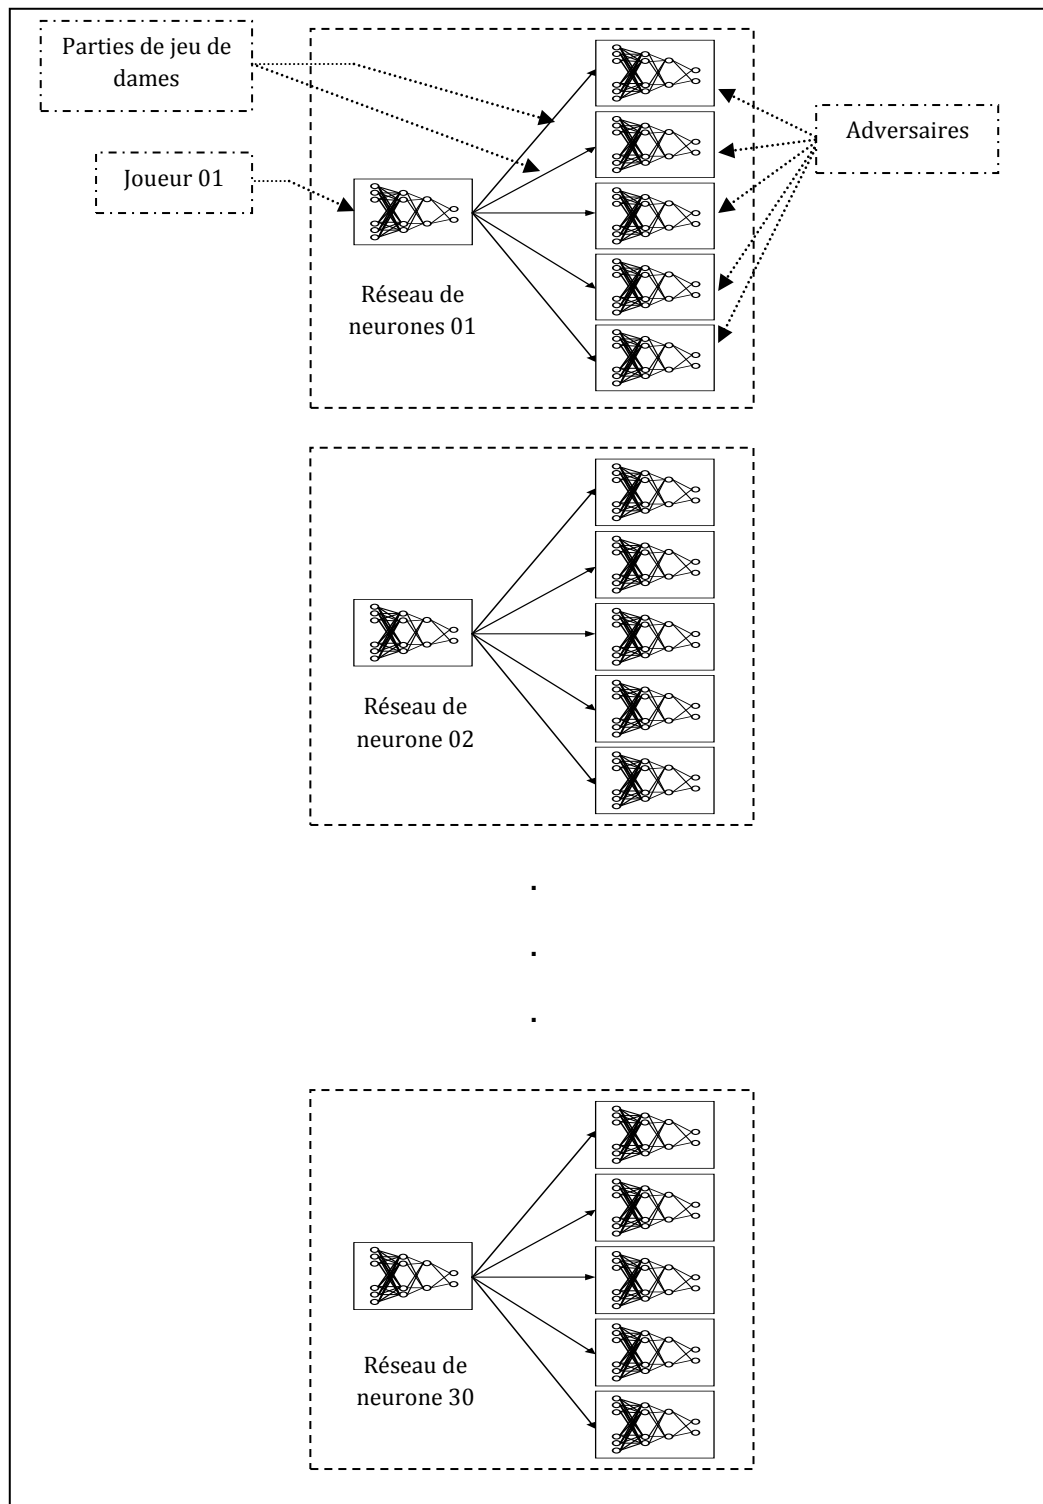 Parties de jeu de
dames
Adversaires
Joueur 01
Réseau de
neurones 01
Réseau de
neurone 02
.
.
.
Réseau de
neurone 30